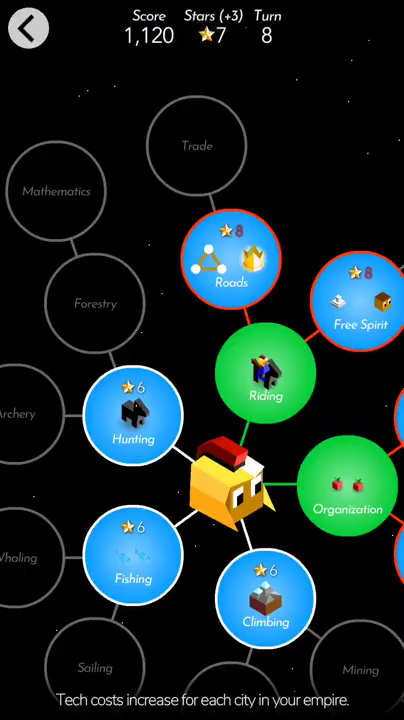 Score Stars (+3) Turn
1,120 7 8
Trade
Mathematics
8
Roads
8
Free Spirit
Forestry
Riding
6
Hunting
Archery
Organization
6
Fishing
Whaling
6
Climbing
Sailing
Mining
Tech costs increase for each city in your empire.